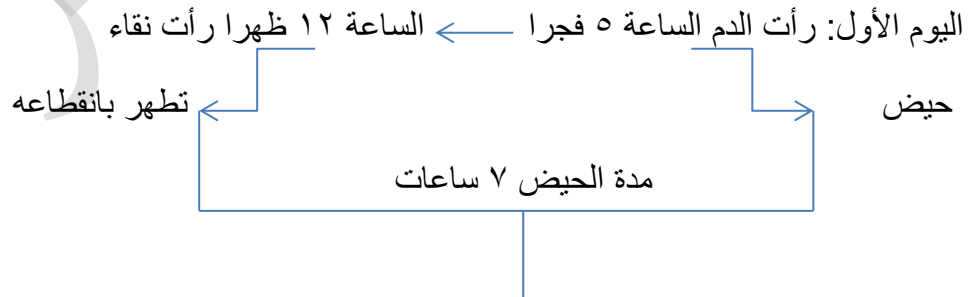 اليوم الأول: رأت الدم الساعة ٥ فجرا الساعة ١٢ ظهرا رأت نقاء
حيض تطهر بانقطاعه
مدة الحيض ٧ ساعات